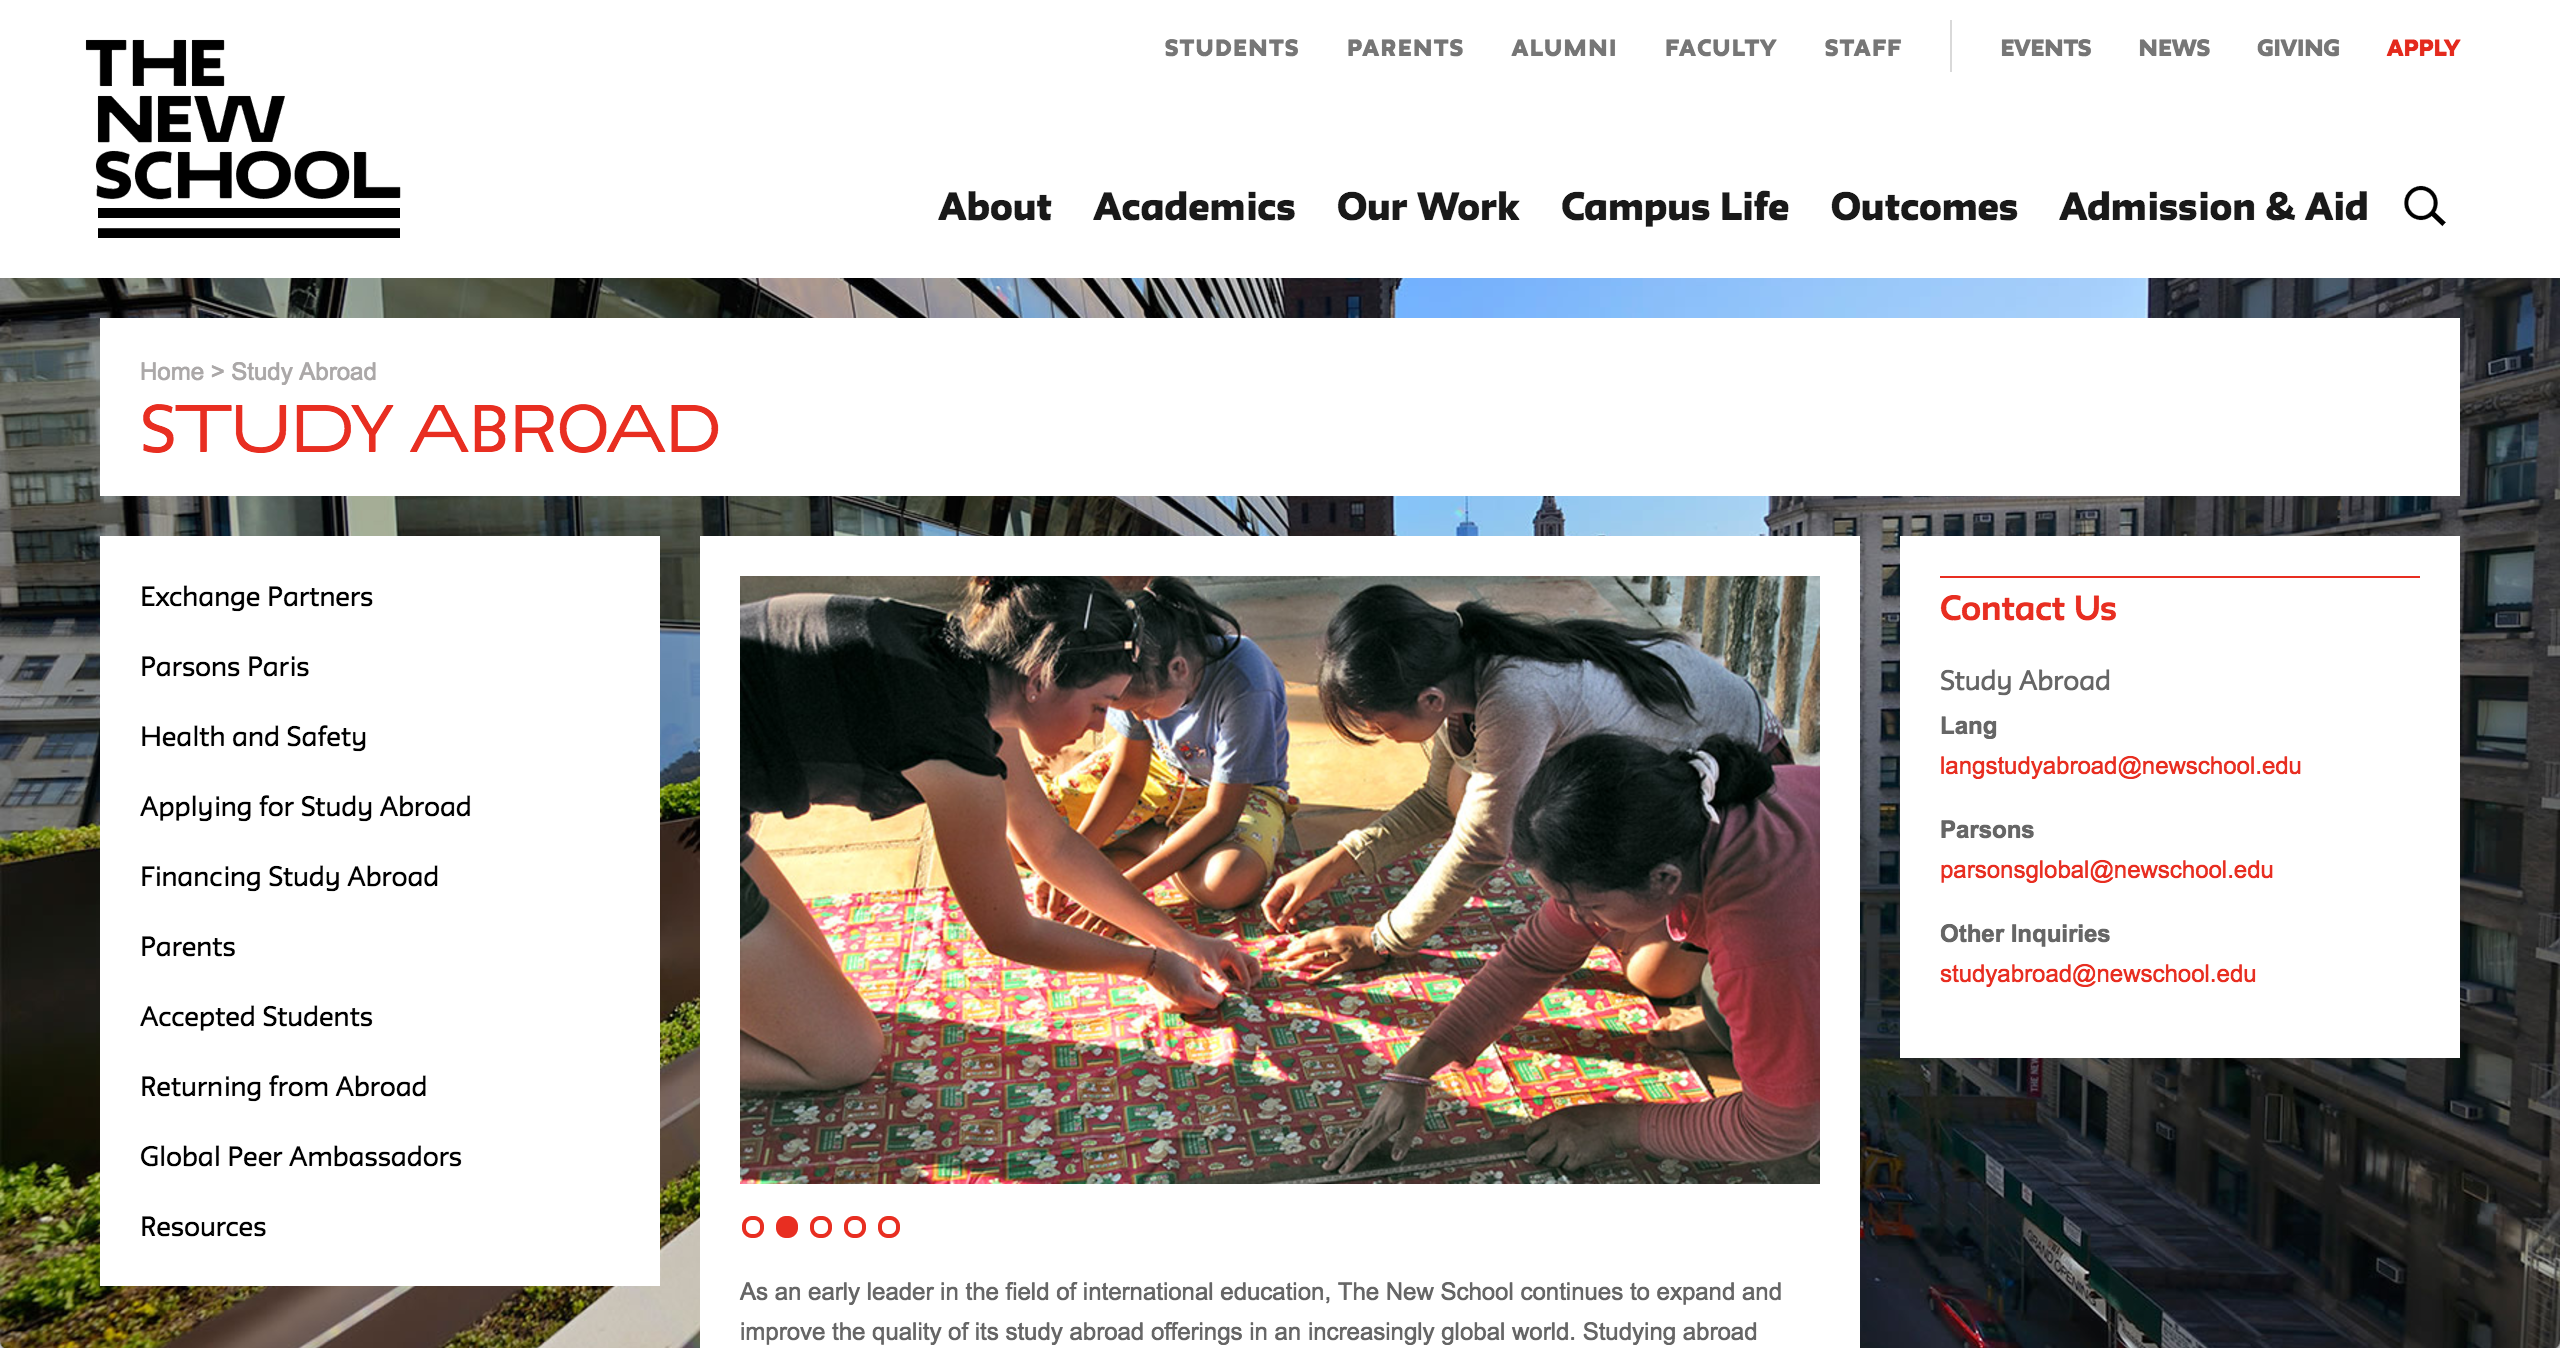 THE
NEW
SCHOOL
STUDENTS PARENTS ALUMNI FACULTY STAFF EVENTS NEWS GIVING APPLY
About Academics Our Work Campus Life Outcomes Admission & Aid
Home > Study Abroad
STUDY ABROAD
Exchange Partners
Parsons Paris
Health and Safety
Applying for Study Abroad
Financing Study Abroad
Parents
Accepted Students
Returning from Abroad
Global Peer Ambassadors
Resources
As an early leader in the field of international education, The New School continues to expand and
improve the quality of its study abroad offerings in an increasingly global world. Studying abroad
Contact Us
Study Abroad
Lang
langstudyabroad@newschool.edu
Parsons
parsonsglobal@newschool.edu
Other Inquiries
studyabroad@newschool.edu
GRAND OPENING